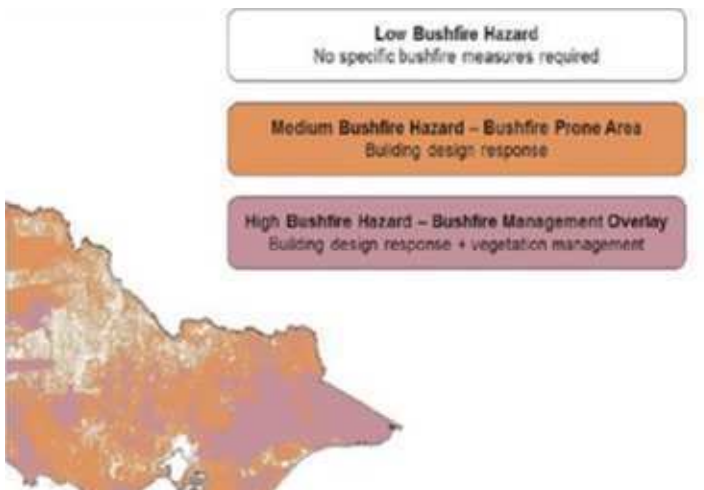 Low Bushfire Hazard
No specific bushfire measures required
Medium Bushfire Hazard – Bushfire Prone Area
Building design response
High Bushfire Hazard – Bushfire Management Overlay
Building design response + vegetation management